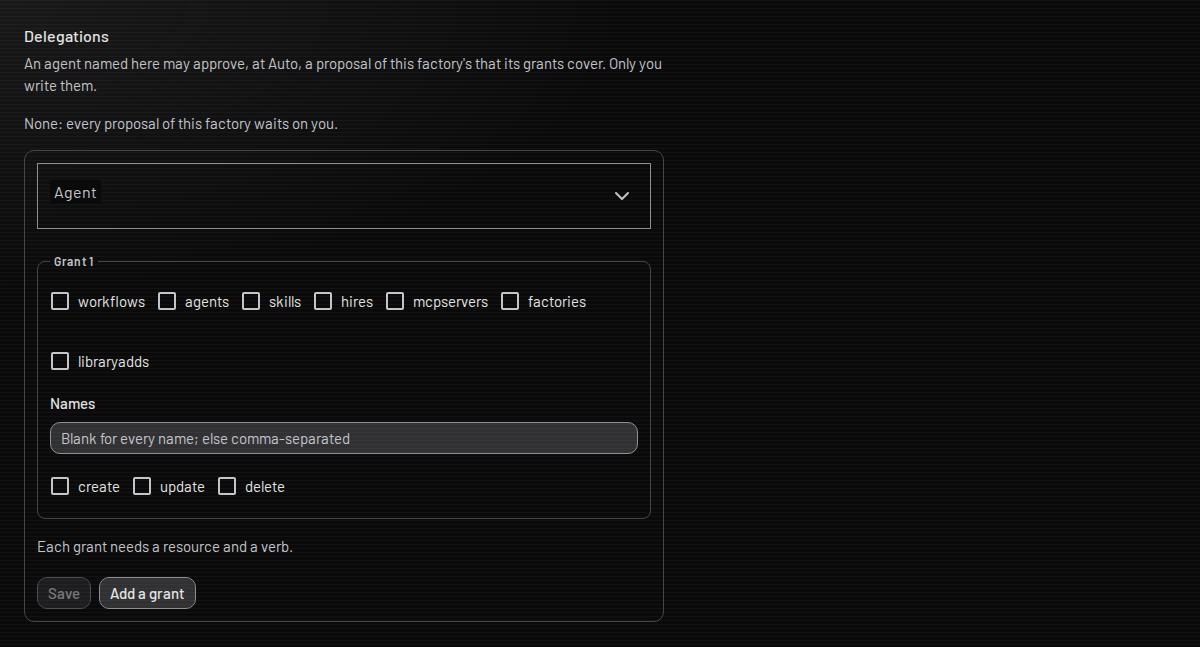 Delegations
An agent named here may approve, at Auto, a proposal of this factory's that its grants cover. Only you
write them.
None: every proposal of this factory waits on you.
Agent
Grant 1
workflows agents skills hires mcpservers factories
libraryadds
Names
Blank for every name; else comma-separated
create update delete
Each grant needs a resource and a verb.
Save Add a grant